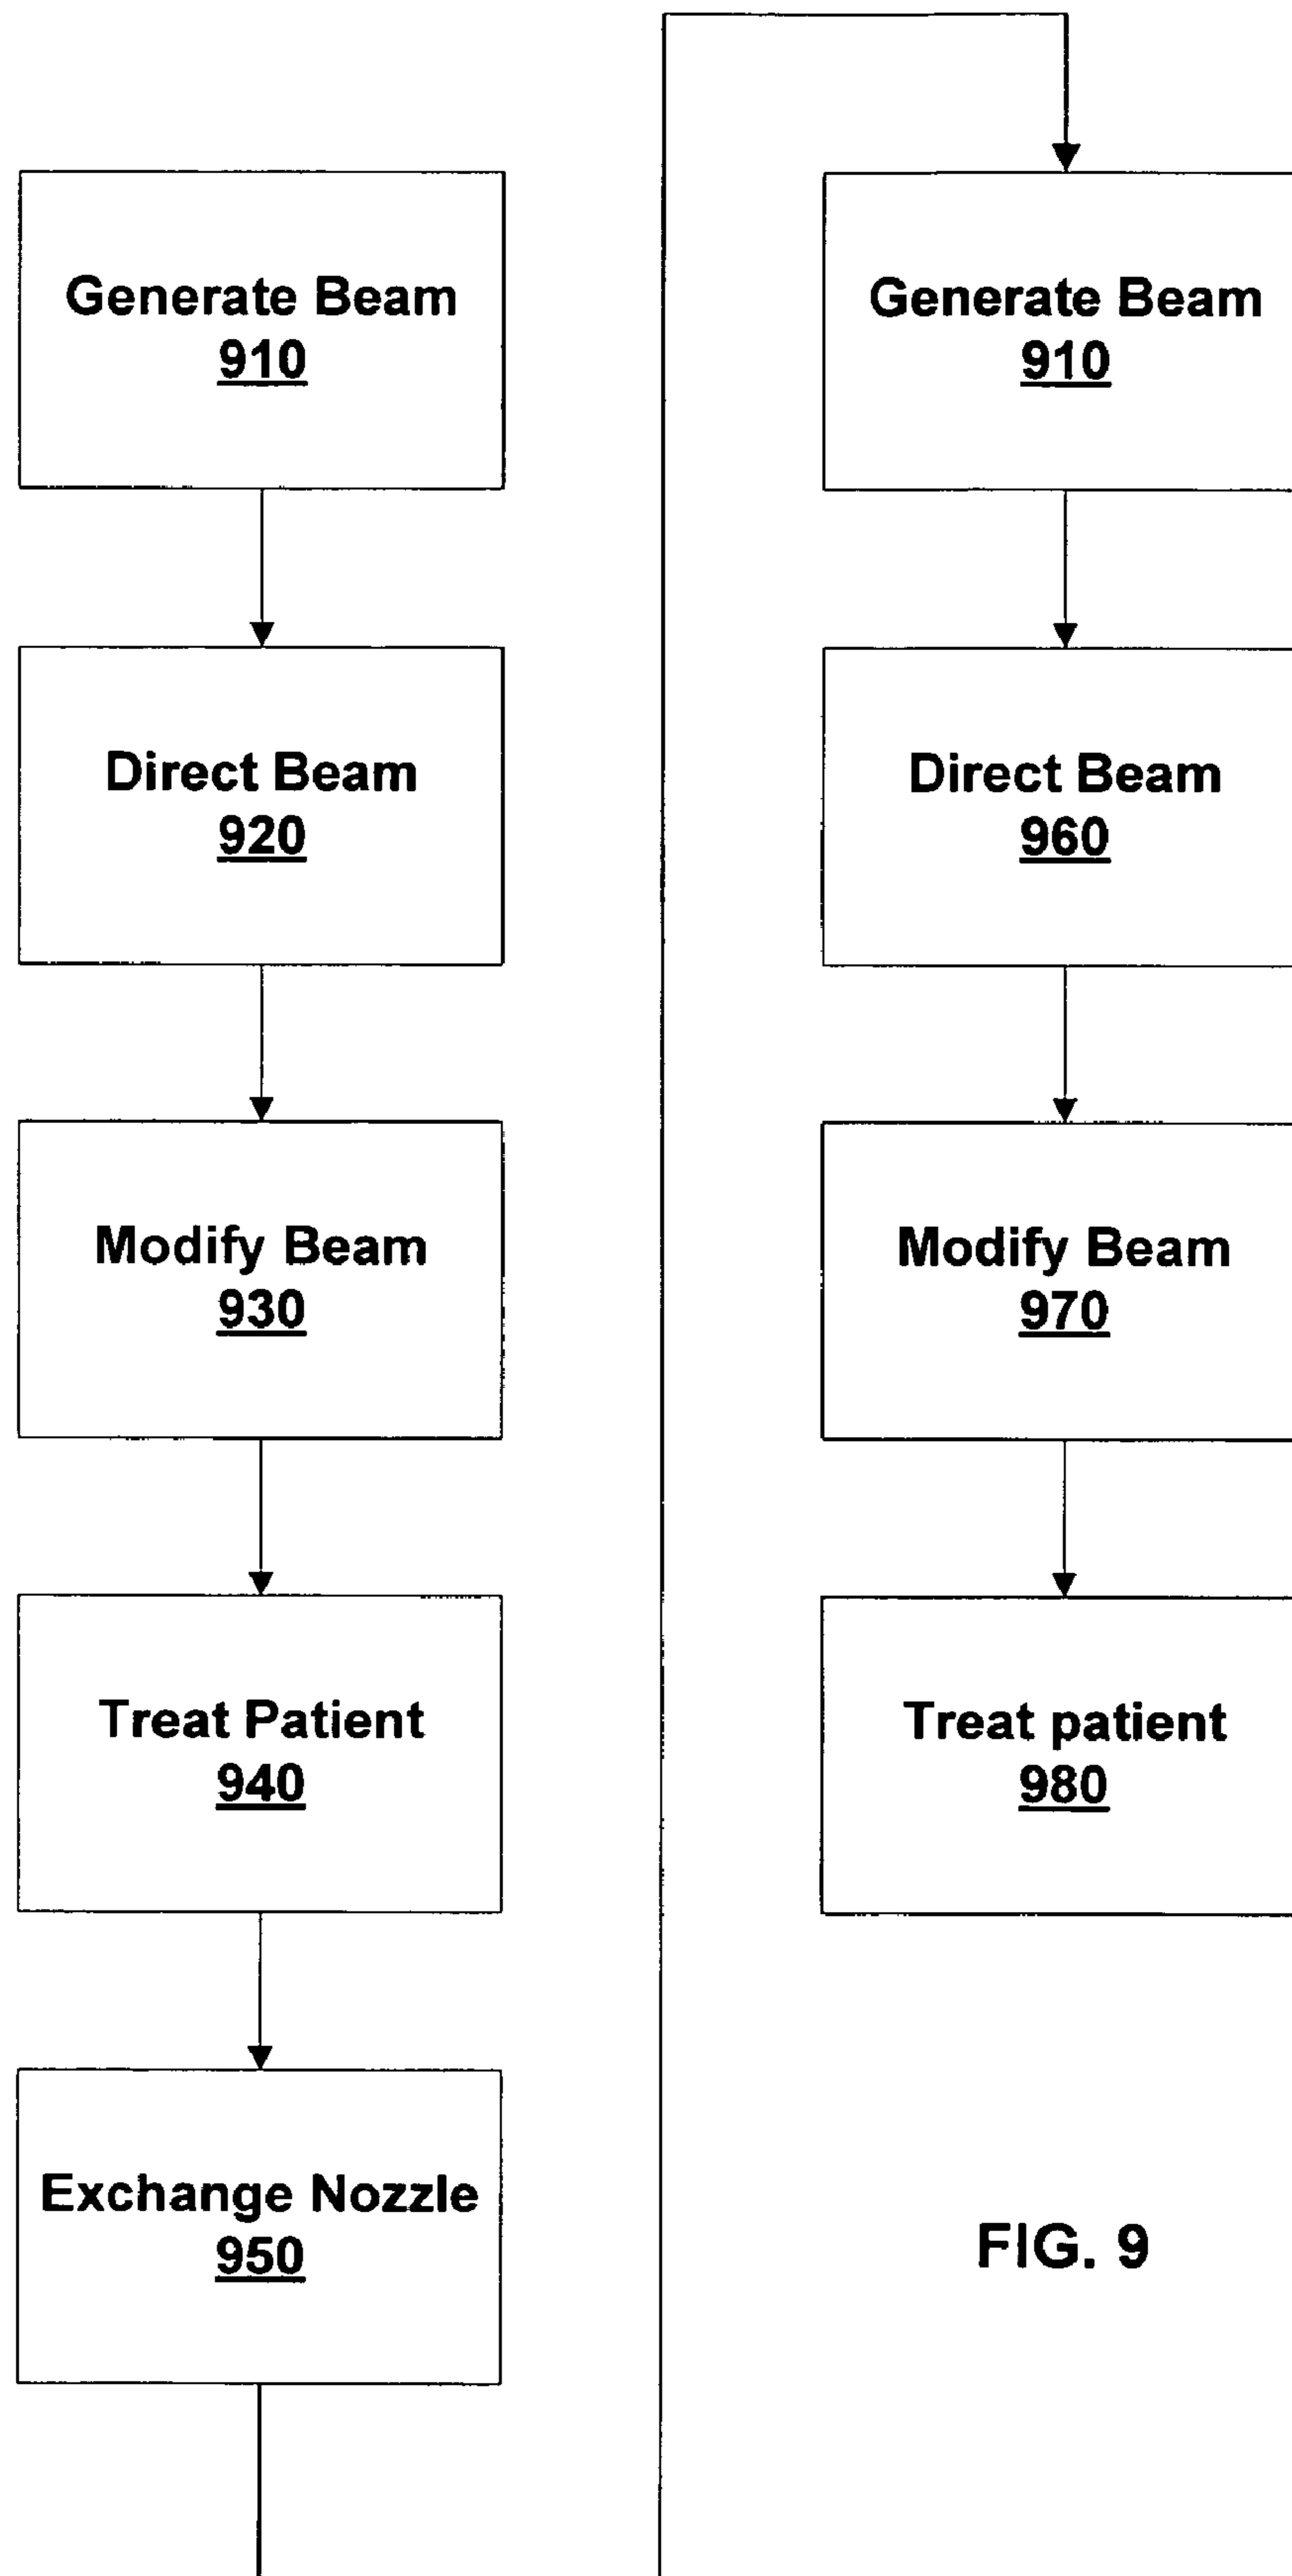 Generate Beam
910
Direct Beam
920
Modify Beam
930
Treat Patient
940
Exchange Nozzle
950
Generate Beam
910
Direct Beam
960
Modify Beam
970
Treat patient
980
FIG. 9